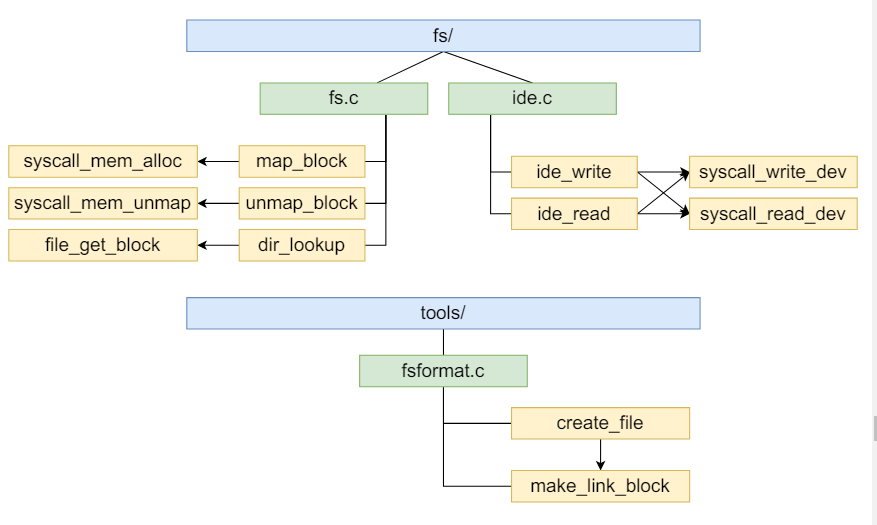 fs/
fs.c
ide.c
syscall_mem_alloc
map_block
ide_write
syscall_write_dev
syscall_mem_unmap
unmap_block
ide_read
syscall_read_dev
file_get_block
dir_lookup
tools/
fsformat.c
create_file
make_link_block